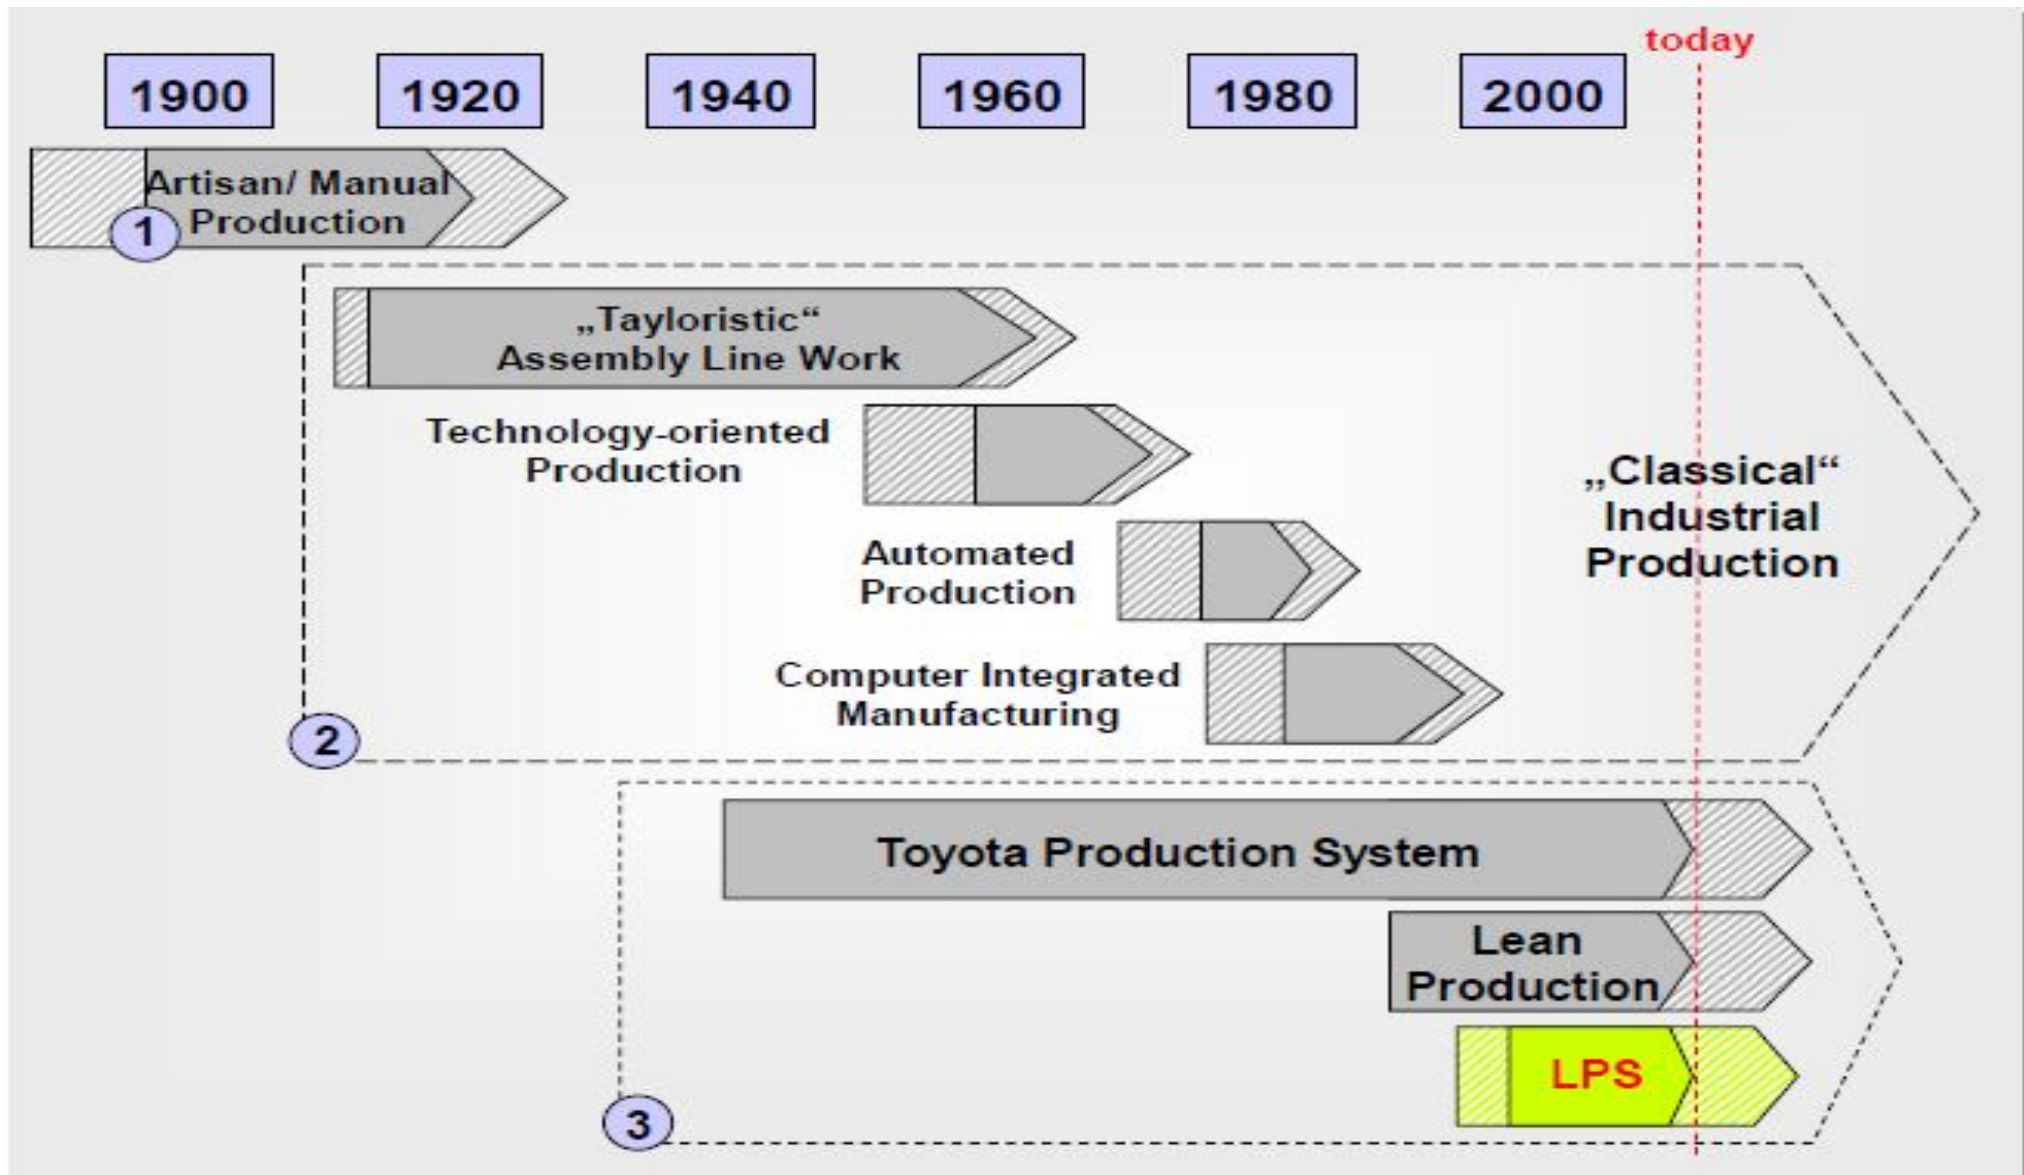 today
1900 1920 1940 1960 1980 2000
Artisan/ Manual
Production
1
„Tayloristic“
Assembly Line Work
Technology-oriented
Production
„Classical“
Industrial
Production
Automated
Production
Computer Integrated
Manufacturing
2
Toyota Production System
Lean
Production
LPS
3